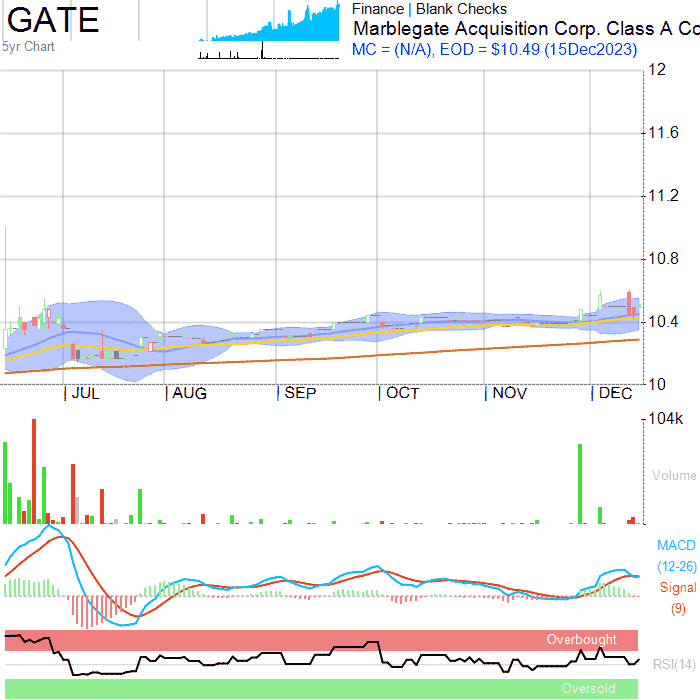 GATE
5yr Chart
Finance | Blank Checks
Marblegate Acquisition Corp. Class A Co
MC = (N/A), EOD = $10.49 (15Dec2023)
12
11.6
11.2
10.8
10.4
10
JUL AUG SEP OCT NOV DEC
104k
Volume
MACD
(12-26)
Signal
(9)
Overbought
RSI(14)
Oversold